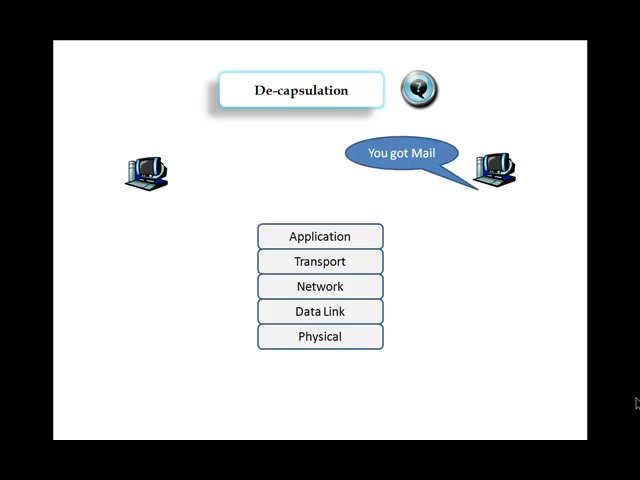 De-capsulation
?
You got Mail
Application
Transport
Network
Data Link
Physical